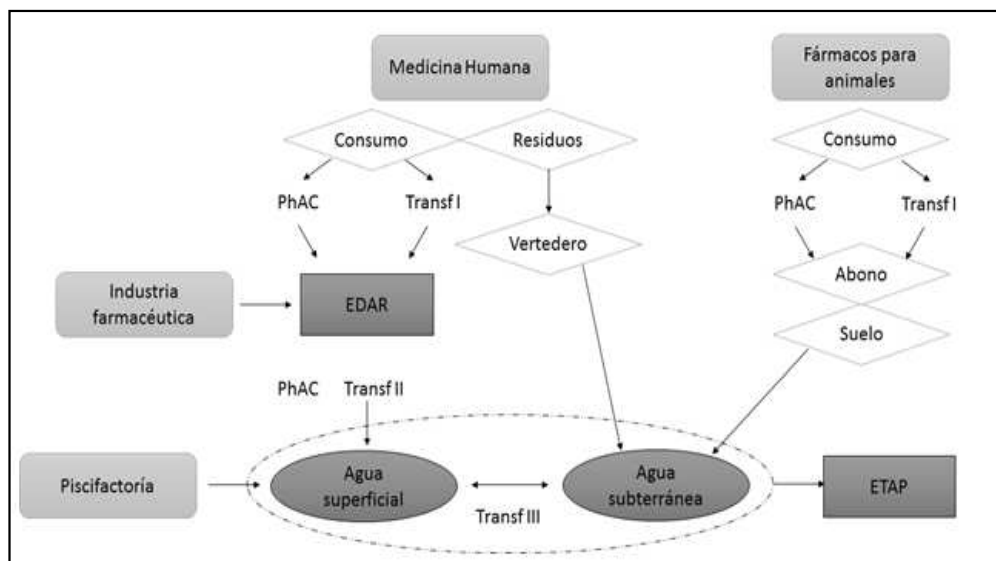 Medicina Humana
Fármacos para
animales
Consumo
Residuos
Consumo
PhAC
Transf I
PhAC
Transf I
Vertedero
Abono
Industria
farmacéutica
EDAR
Suelo
PhAC
Transf II
Piscifactoría
Agua
superficial
Transf III
Agua
subterránea
ETAP